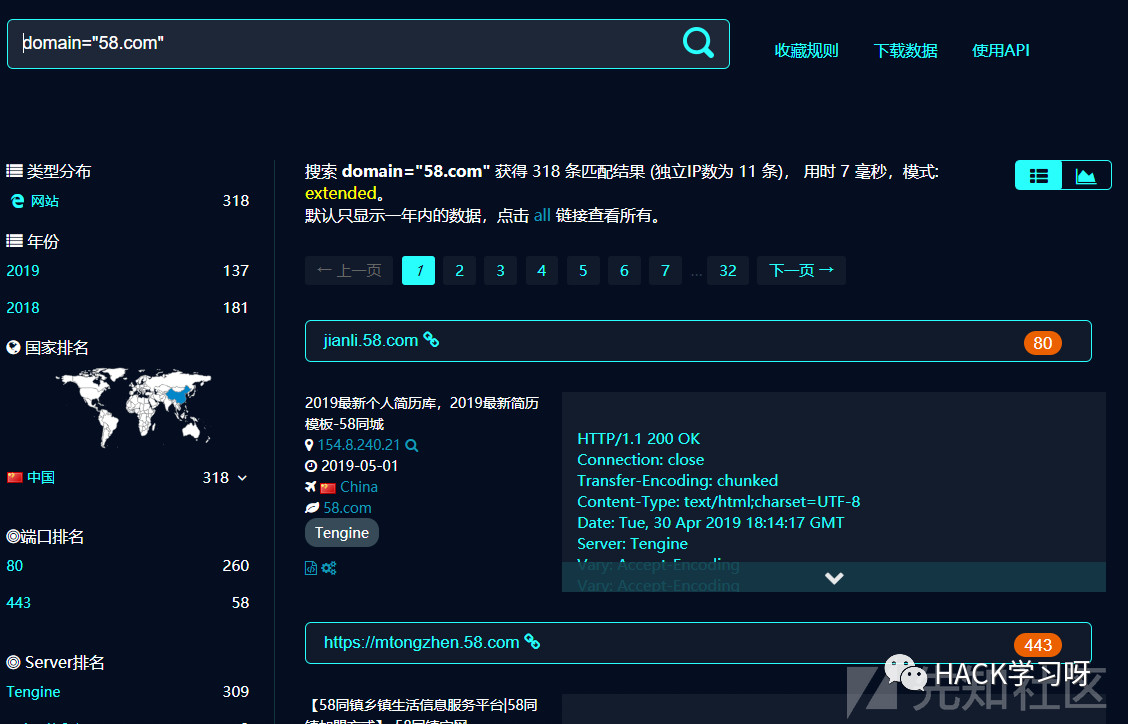 domain="58.com"
收藏规则 下载数据 使用API
类型分布
网站 318
年份
2019 137
2018 181
国家排名
中国 318
端口排名
80 260
443 58
Server排名
Tengine 309
搜索 domain="58.com" 获得 318 条匹配结果 (独立IP数为 11 条)， 用时 7 毫秒，模式:
extended。
默认只显示一年内的数据，点击 all 链接查看所有。
← 上一页 1 2 3 4 5 6 7 ... 32 下一页 →
jianli.58.com 80
2019最新个人简历库，2019最新简历
模板-58同城
154.8.240.21
2019-05-01
China
58.com
Tengine
HTTP/1.1 200 OK
Connection: close
Transfer-Encoding: chunked
Content-Type: text/html;charset=UTF-8
Date: Tue, 30 Apr 2019 18:14:17 GMT
Server: Tengine
Vary: Accept-Encoding
Vary: Accept-Encoding
https://mtongzhen.58.com 443
【58同镇乡镇生活信息服务平台|58同
镇加盟方式】-58同镇官网
HACK学习呀
先知社区